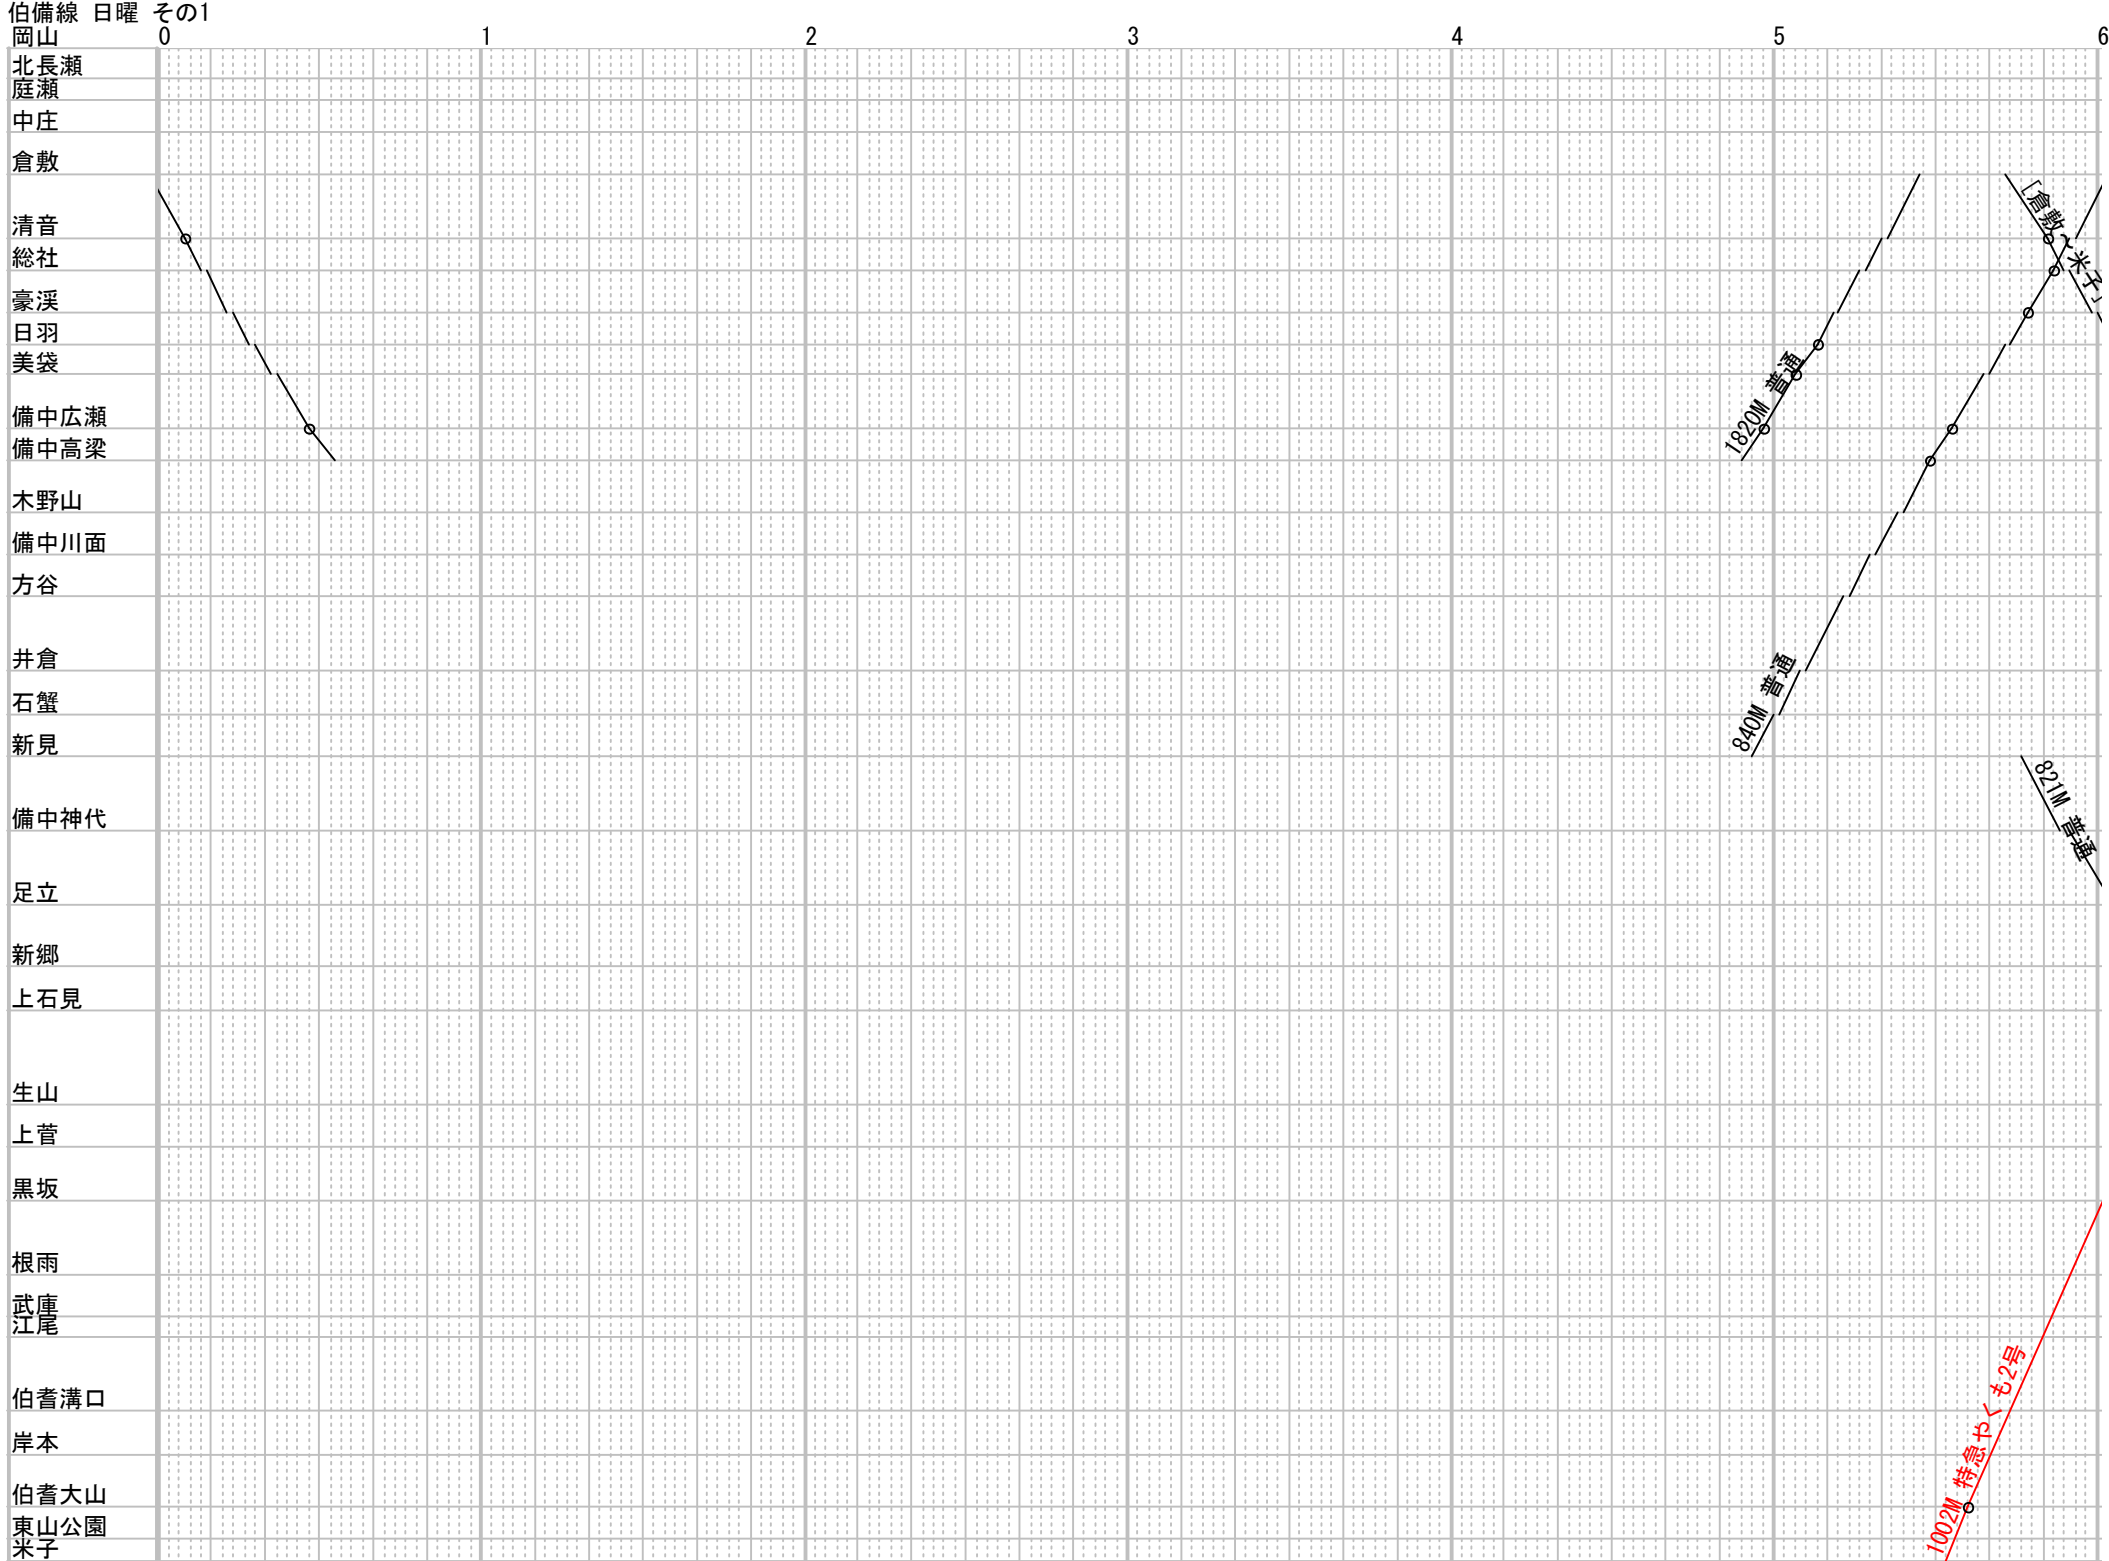 伯備線 日曜 その1
岡山 0 1 2 3 4 5 6
北長瀬
庭瀬
中庄
倉敷
[倉敷~米子]
清音
総社
豪渓
日羽
美袋
1820M 普通
備中広瀬
備中高梁
木野山
備中川面
方谷
井倉
840M 普通
石蟹
新見
821M 普通
備中神代
足立
新郷
上石見
生山
上菅
黒坂
根雨
武庫
江尾
1002M 特急やくも2号
伯耆溝口
岸本
伯耆大山
東山公園
米子